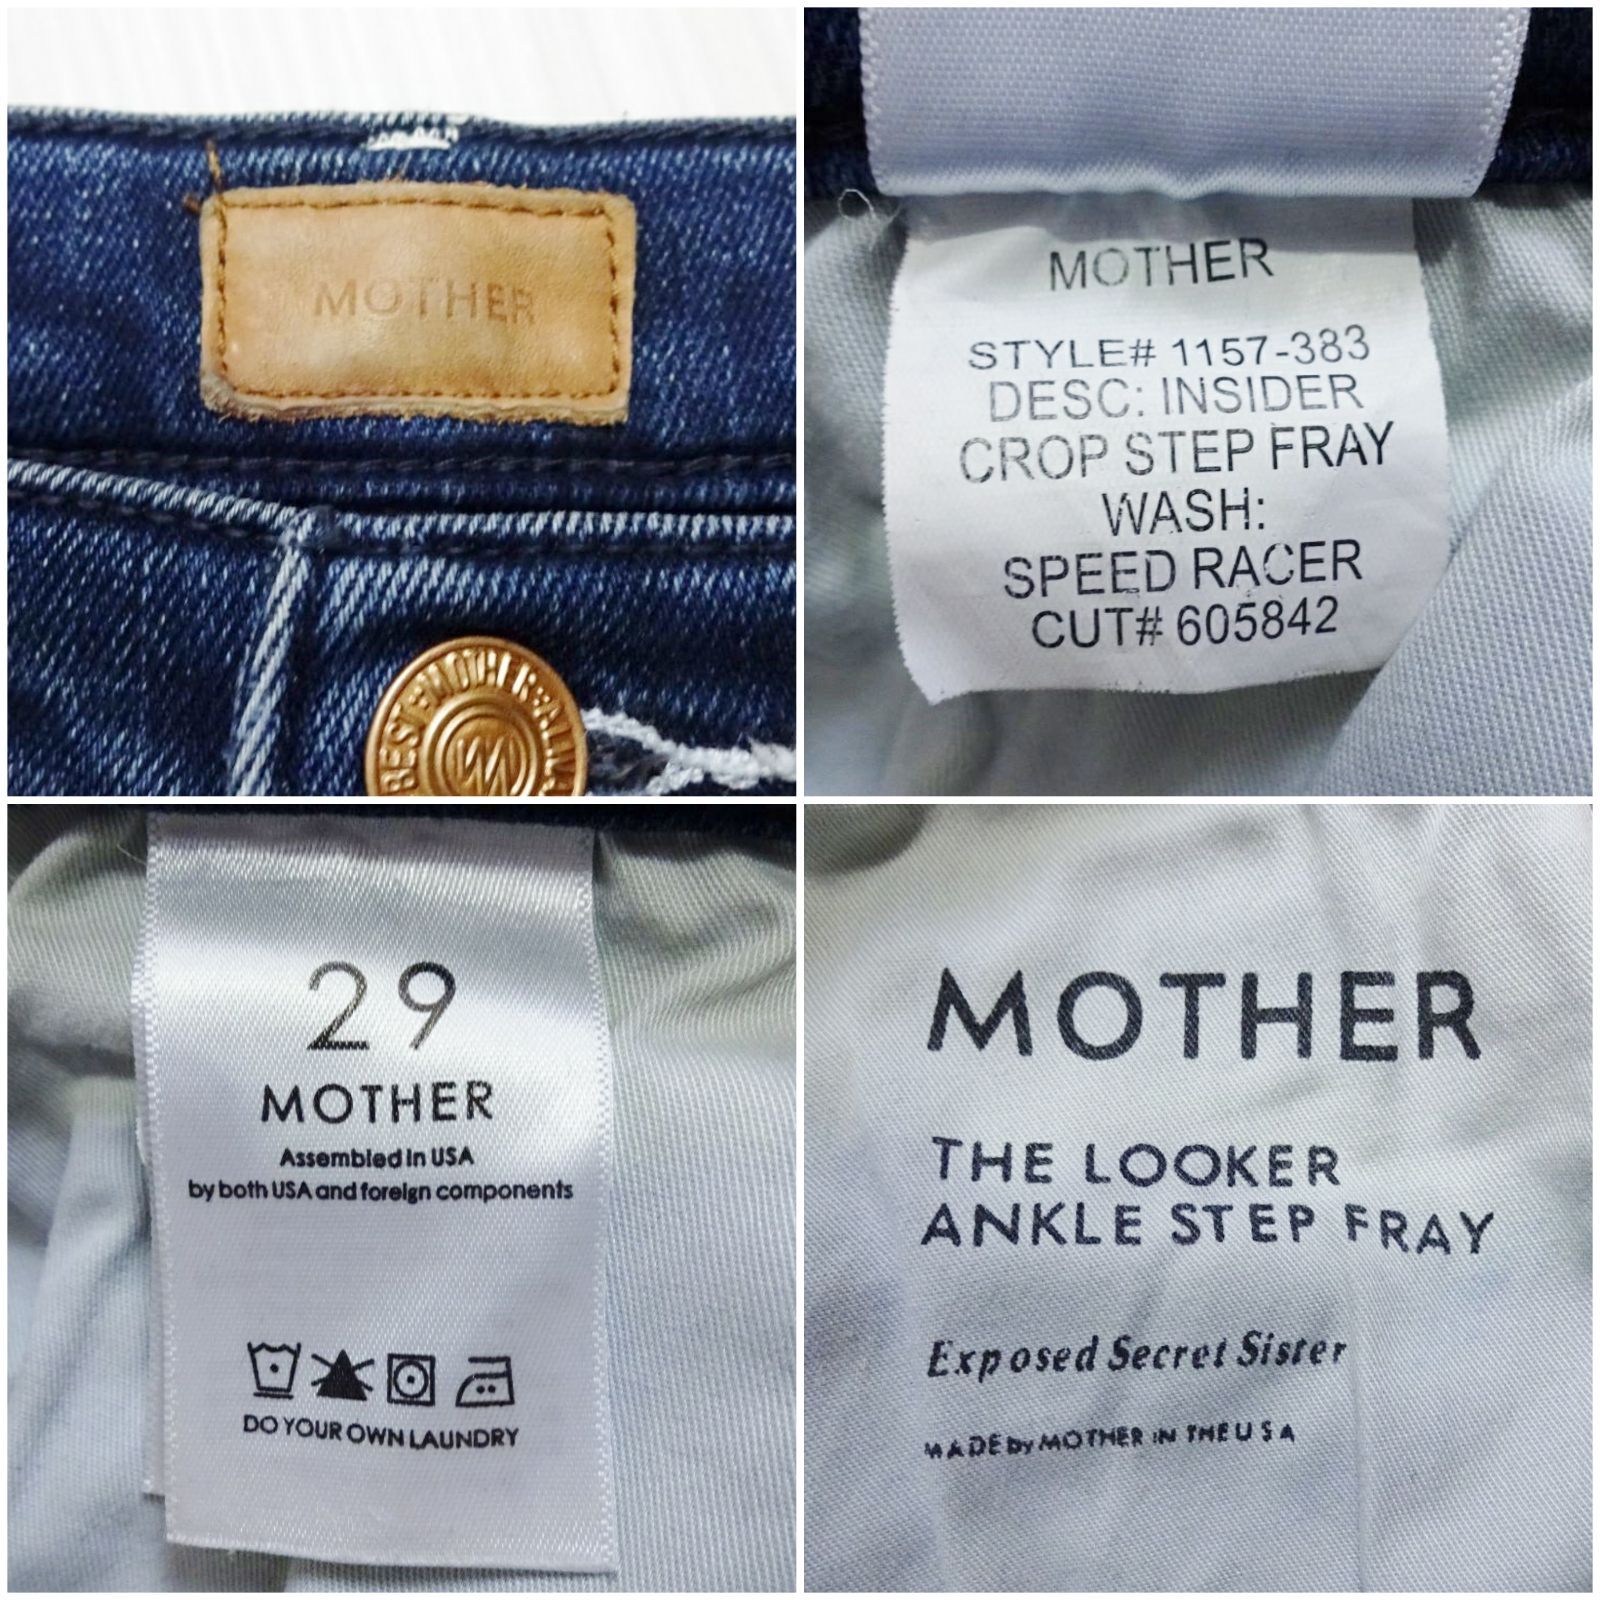 MOTHER
BEST MOTHER
MOTHER
STYLE# 1157-383
DESC: INSIDER
CROP STEP FRAY
WASH:
SPEED RACER
CUT# 605842
29
MOTHER
Assembled in USA
by both USA and foreign components
DO YOUR OWN LAUNDRY
MOTHER
THE LOOKER
ANKLE STEP FRAY
Exposed Secret Sister
MADE by MOTHER IN THE USA